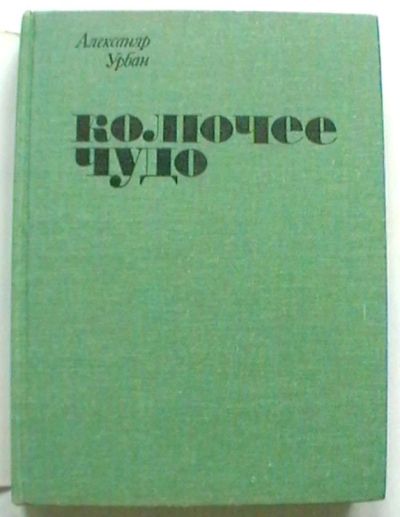 Александр
Урбан
колючее
чудо